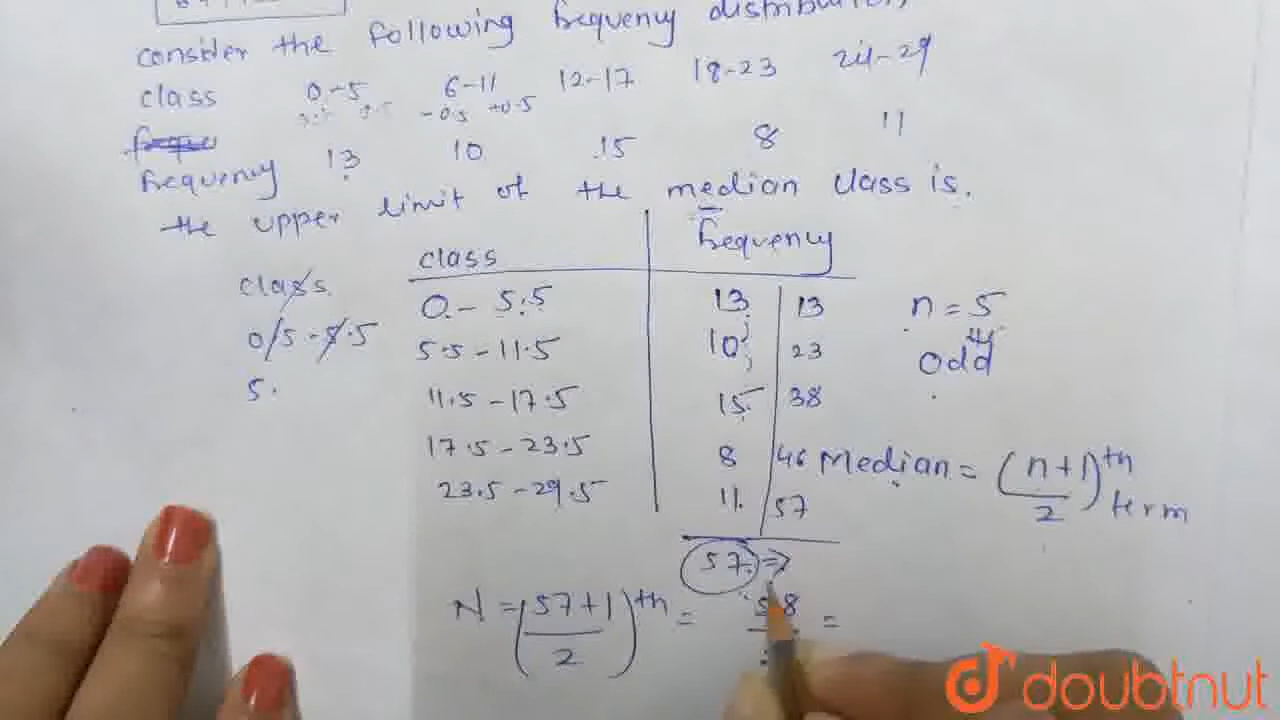 consider the following frequency
class 0-5 6-11 12-17 18-23 24-29
-0.5 +0.5
frequency 13 10 15 8 11
the upper limit of the median class is.
class frequency
class
0/5 - 5.5
5.
0 - 5.5 13 13
5.5 - 11.5 10 23
11.5 - 17.5 15 38
17.5 - 23.5 8 46
23.5 - 29.5 11 57
57 ⇒
n = 5
odd
Median = (n+1)/2 th term
N = (57+1)/2 th = 58 =
doubtnut